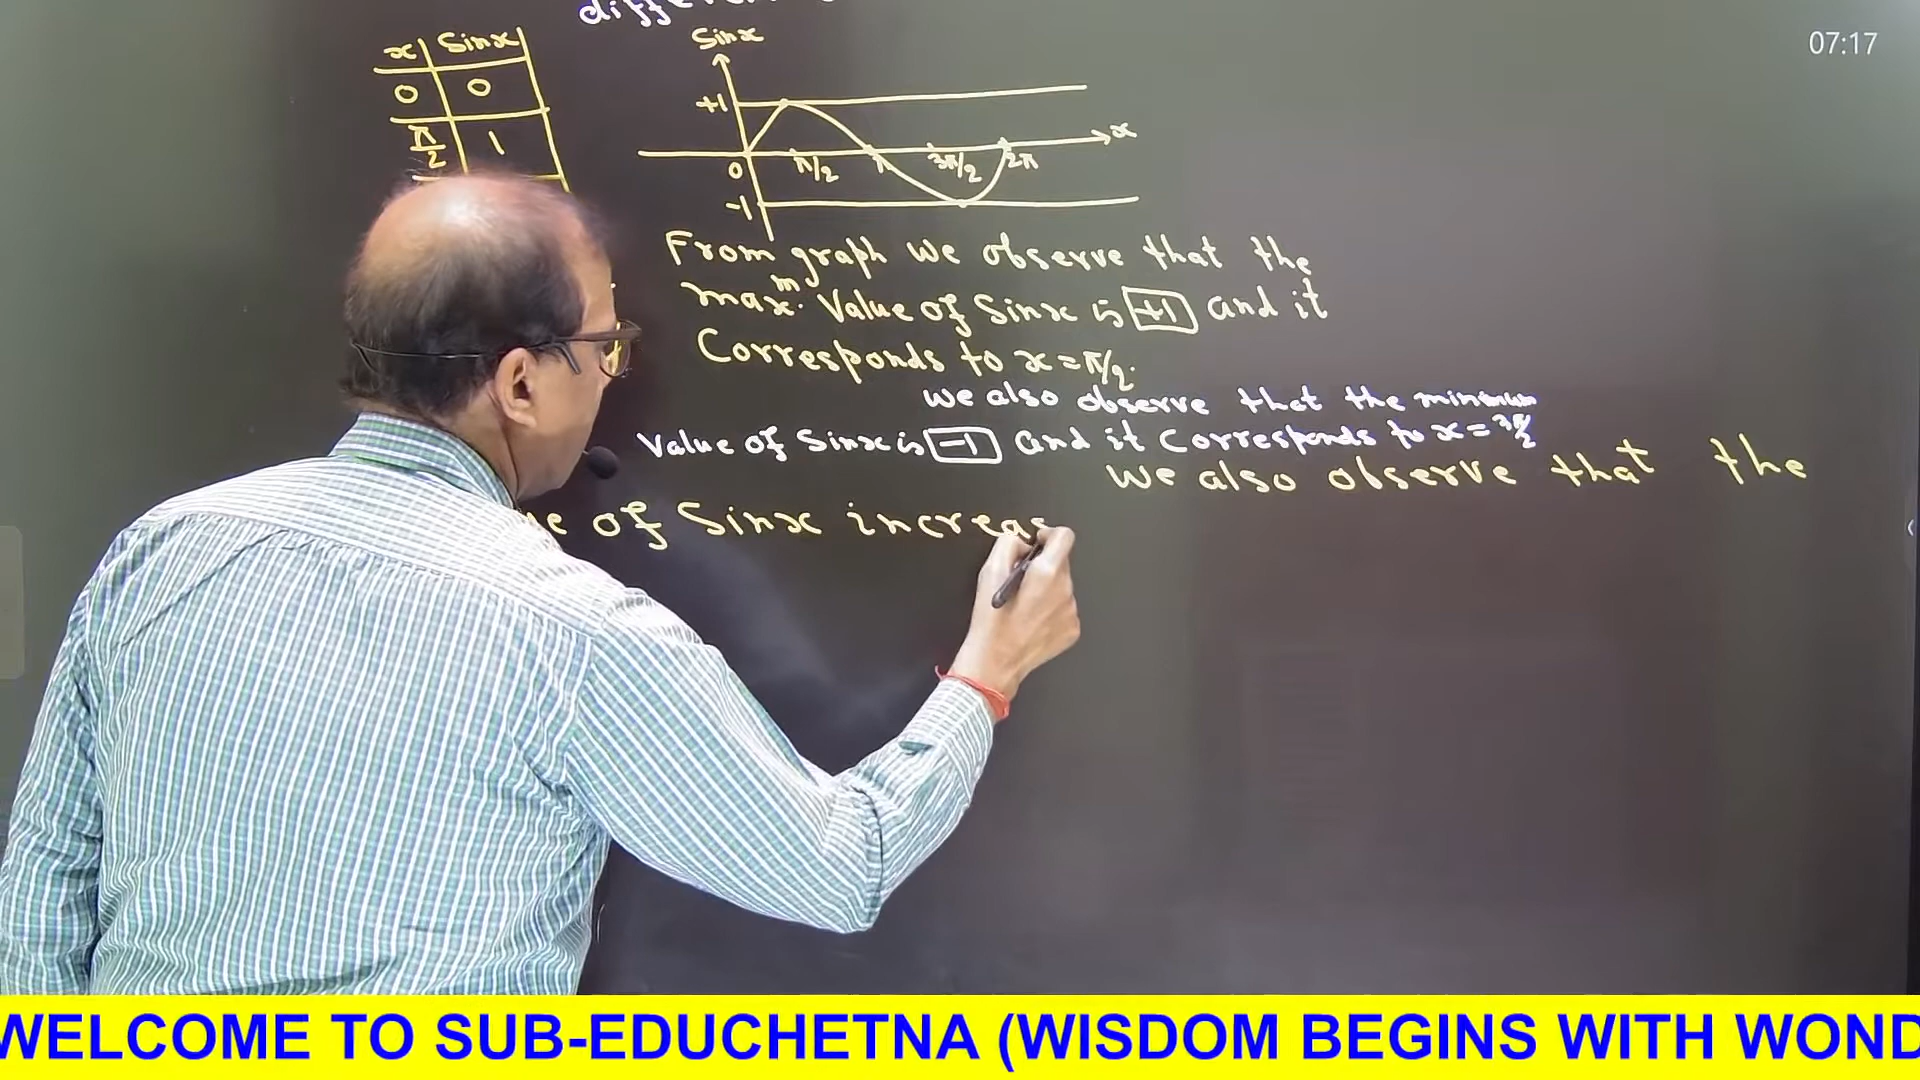 07:17
x Sinx
0 0
π/2 1
Sinx
+1
x
0 π/2 π 3π/2 2π
-1
From graph we observe that the
maxm. Value of Sinx is +1 and it
Corresponds to x = π/2.
we also observe that the minimum
Value of Sinx is -1 and it Corresponds to x = 3π/2
We also observe that the
of Sinx increas
WELCOME TO SUB-EDUCHETNA (WISDOM BEGINS WITH WOND